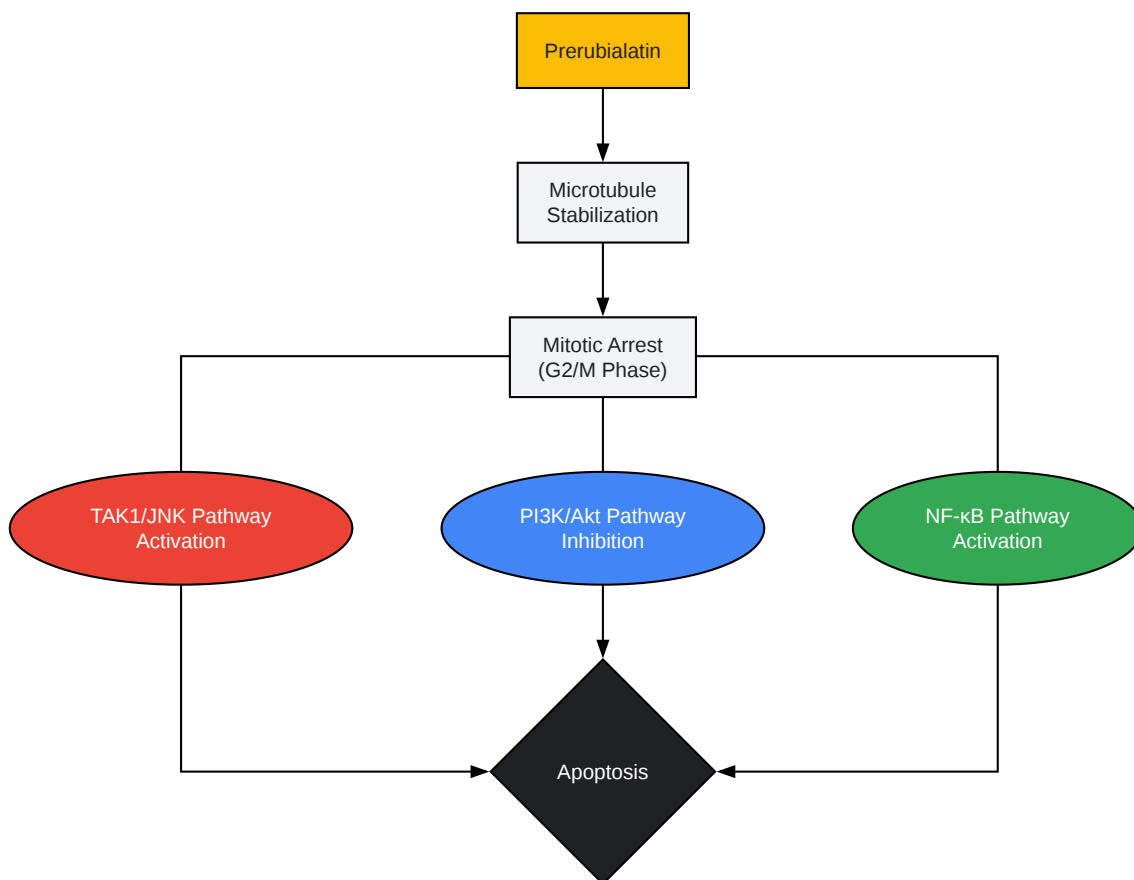 Prerubialatin
Microtubule
Stabilization
Mitotic Arrest
(G2/M Phase)
TAK1/JNK Pathway
Activation
PI3K/Akt Pathway
Inhibition
NF-κB Pathway
Activation
Apoptosis